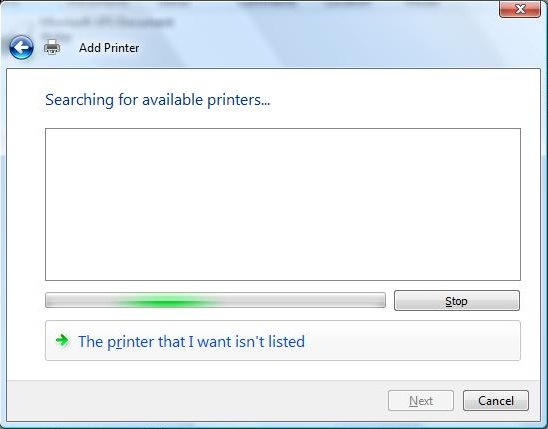 Add Printer
Searching for available printers...
Stop
The printer that I want isn't listed
Next
Cancel